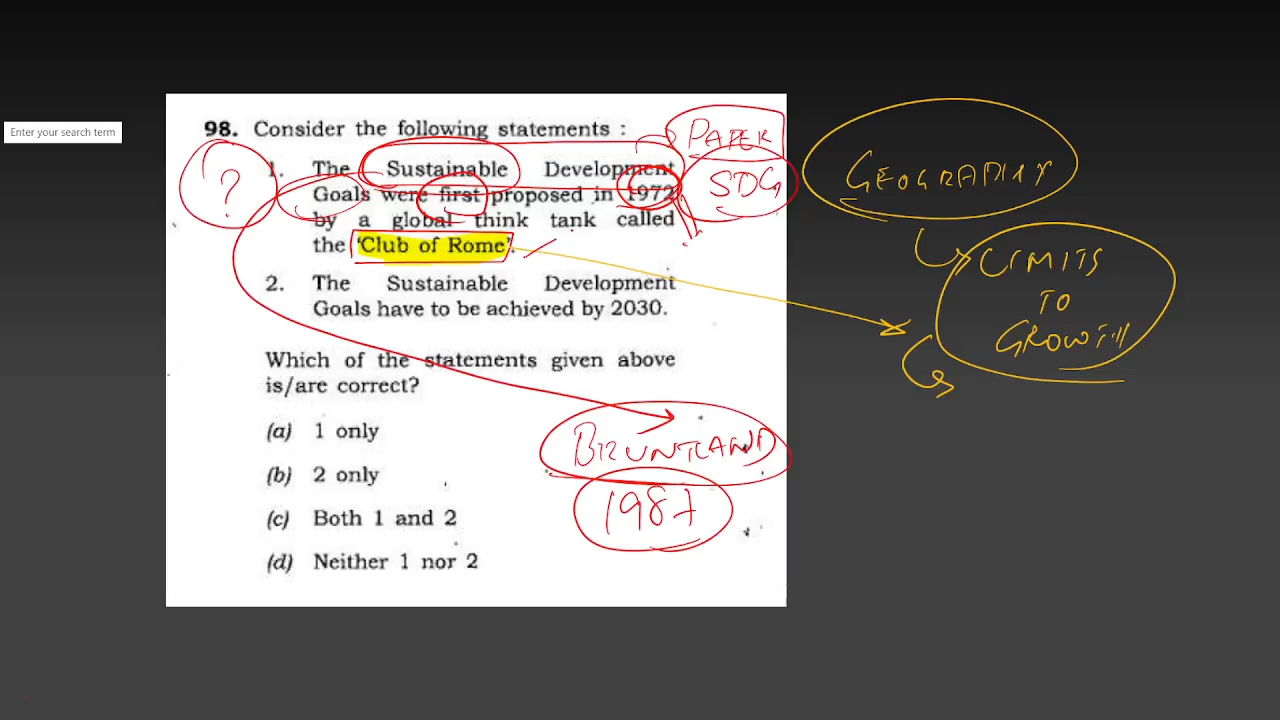 Enter your search term
98. Consider the following statements :
1. The Sustainable Development
Goals were first proposed in 1972
by a global think tank called
the 'Club of Rome'.
2. The Sustainable Development
Goals have to be achieved by 2030.
Which of the statements given above
is/are correct?
(a) 1 only
(b) 2 only
(c) Both 1 and 2
(d) Neither 1 nor 2
?
PAPER
SDG
GEOGRAPHY
LIMITS
TO
GROWTH
BRUNTLAND
1987